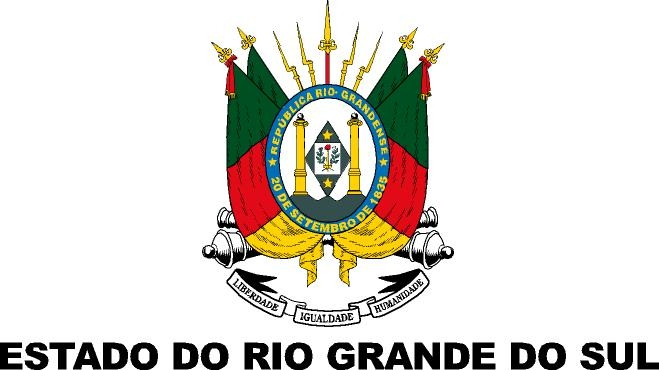 REPÚBLICA RIO-GRANDENSE
20 DE SETEMBRO DE 1835
LIBERDADE IGUALDADE HUMANIDADE
ESTADO DO RIO GRANDE DO SUL